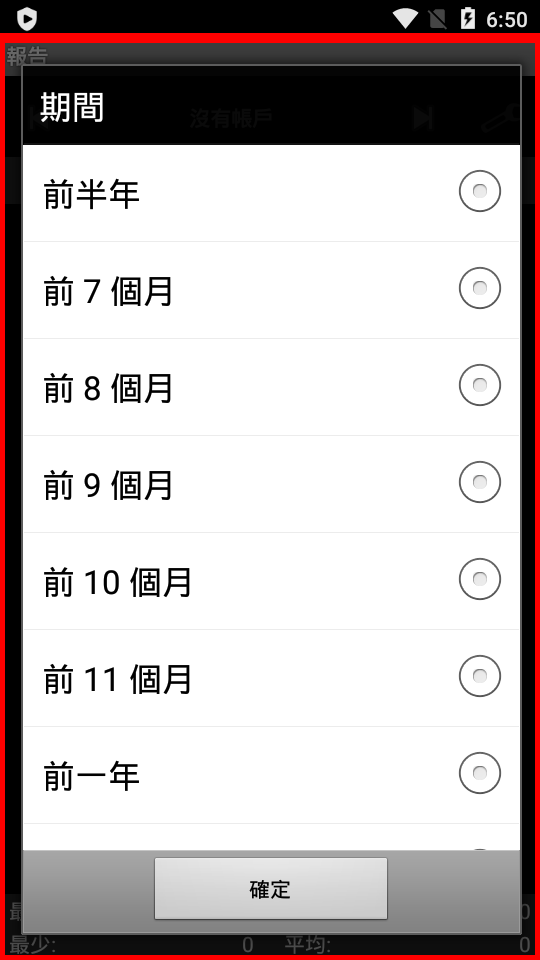 6:50
報告
沒有帳戶
期間
前半年
前 7 個月
前 8 個月
前 9 個月
前 10 個月
前 11 個月
前一年
確定
0
最少: 0 平均: 0